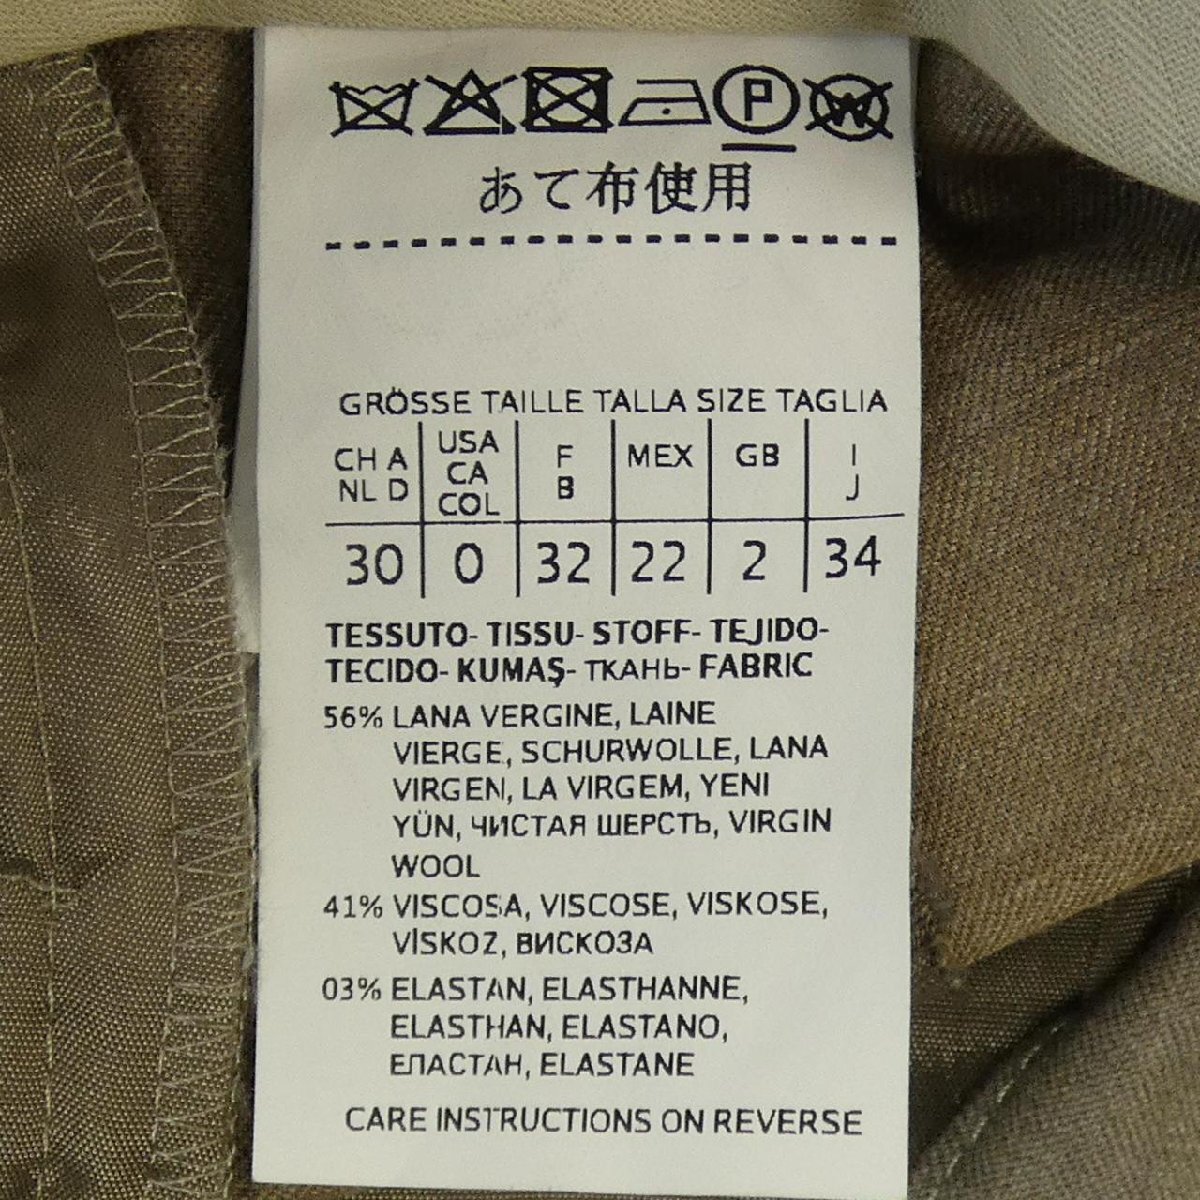 P W
あて布使用
GRÖSSE TAILLE TALLA SIZE TAGLIA
CH A NL D | USA CA COL | F B | MEX | GB | I J
30 | 0 | 32 | 22 | 2 | 34
TESSUTO- TISSU- STOFF- TEJIDO-
TECIDO- KUMAŞ- ТКАНЬ- FABRIC
56% LANA VERGINE, LAINE
VIERGE, SCHURWOLLE, LANA
VIRGEN, LA VIRGEM, YENI
YÜN, ЧИСТАЯ ШЕРСТЬ, VIRGIN
WOOL
41% VISCOSA, VISCOSE, VISKOSE,
VİSKOZ, ВИСКОЗА
03% ELASTAN, ELASTHANNE,
ELASTHAN, ELASTANO,
ЕПАСТАН, ELASTANE
CARE INSTRUCTIONS ON REVERSE